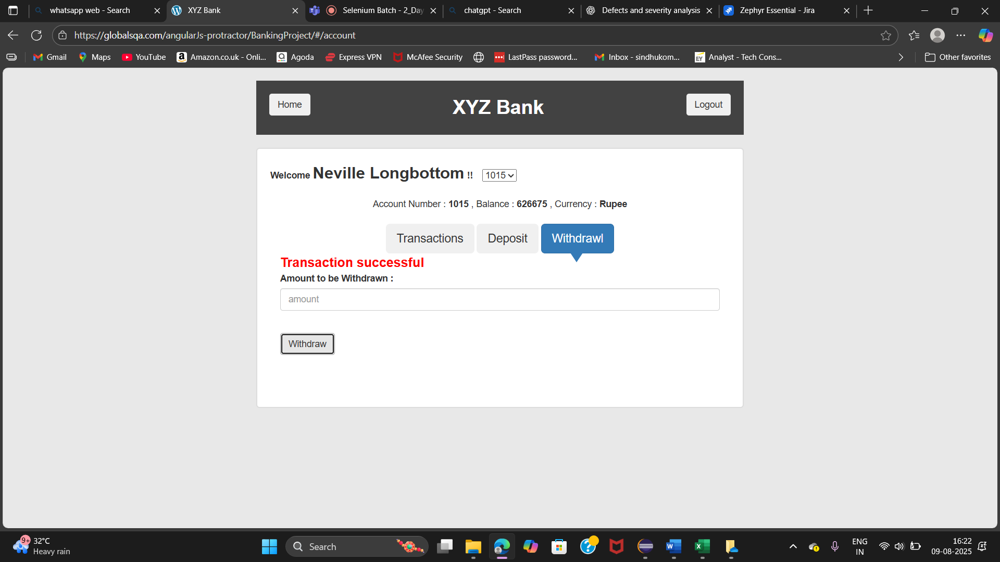 whatsapp web - Search
XYZ Bank
Selenium Batch - 2_Day
chatgpt - Search
Defects and severity analysis
Zephyr Essential - Jira
https://globalsqa.com/angularJs-protractor/BankingProject/#/account
Gmail
Maps
YouTube
Amazon.co.uk - Onli...
Agoda
Express VPN
McAfee Security
LastPass password...
Inbox - sindhukom...
EY
Analyst - Tech Cons...
Other favorites
Home
XYZ Bank
Logout
Welcome Neville Longbottom !! 1015
Account Number : 1015 , Balance : 626675 , Currency : Rupee
Transactions
Deposit
Withdrawl
Transaction successful
Amount to be Withdrawn :
amount
Withdraw
9+
32°C
Heavy rain
Search
ENG
IN
16:22
09-08-2025